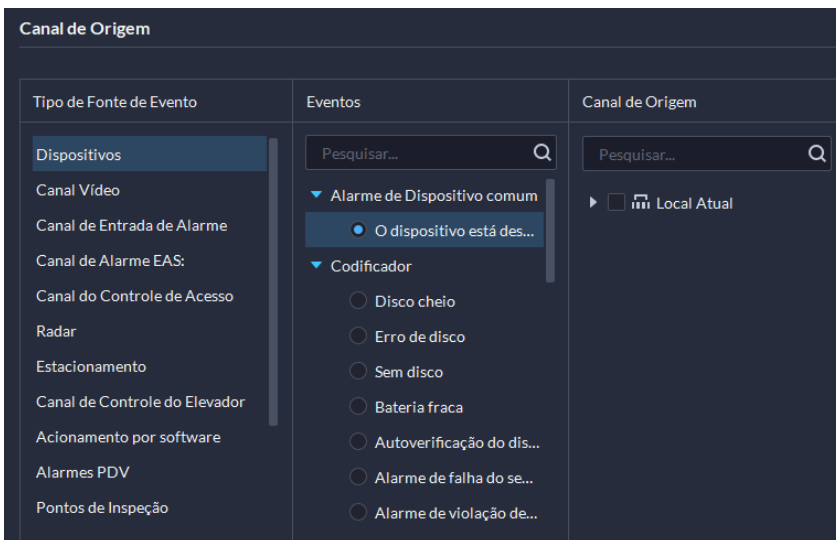 Canal de Origem
Tipo de Fonte de Evento
Dispositivos
Canal Vídeo
Canal de Entrada de Alarme
Canal de Alarme EAS:
Canal do Controle de Acesso
Radar
Estacionamento
Canal de Controle do Elevador
Acionamento por software
Alarmes PDV
Pontos de Inspeção
Eventos
Pesquisar...
Alarme de Dispositivo comum
O dispositivo está des...
Codificador
Disco cheio
Erro de disco
Sem disco
Bateria fraca
Autoverificação do dis...
Alarme de falha do se...
Alarme de violação de...
Canal de Origem
Pesquisar...
Local Atual